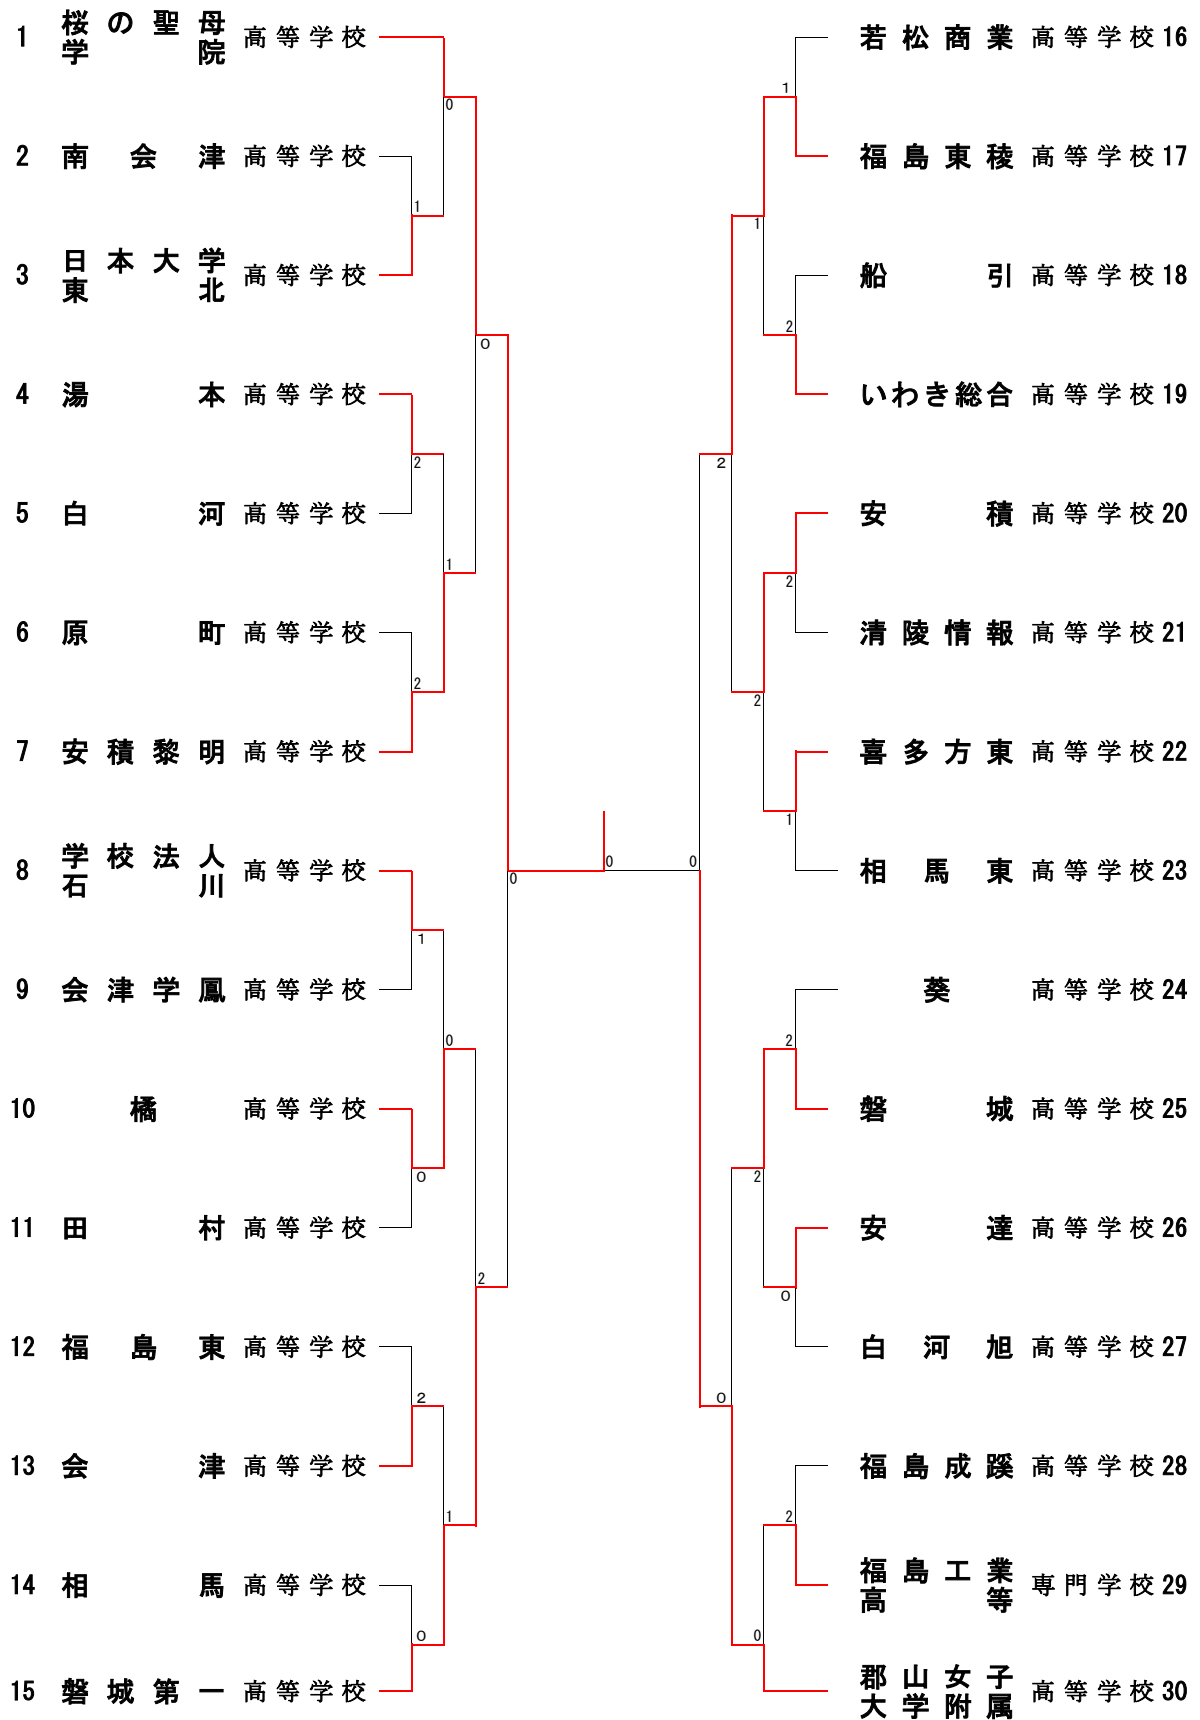 1 桜の聖母学院 高等学校
0
2 南会津 高等学校
1
3 日本大学東北 高等学校
0
4 湯本 高等学校
2
5 白河 高等学校
1
6 原町 高等学校
2
7 安積黎明 高等学校
0
8 学校法人石川 高等学校
0
1
9 会津学鳳 高等学校
0
10 橘 高等学校
0
11 田村 高等学校
2
12 福島東 高等学校
2
13 会津 高等学校
1
14 相馬 高等学校
0
15 磐城第一 高等学校
若松商業 高等学校 16
1
福島東稜 高等学校 17
1
船引 高等学校 18
2
いわき総合 高等学校 19
2
安積 高等学校 20
2
清陵情報 高等学校 21
2
喜多方東 高等学校 22
1
0
相馬東 高等学校 23
葵 高等学校 24
2
磐城 高等学校 25
2
安達 高等学校 26
0
白河旭 高等学校 27
0
福島成蹊 高等学校 28
2
福島工業高等 専門学校 29
0
郡山女子大学附属 高等学校 30